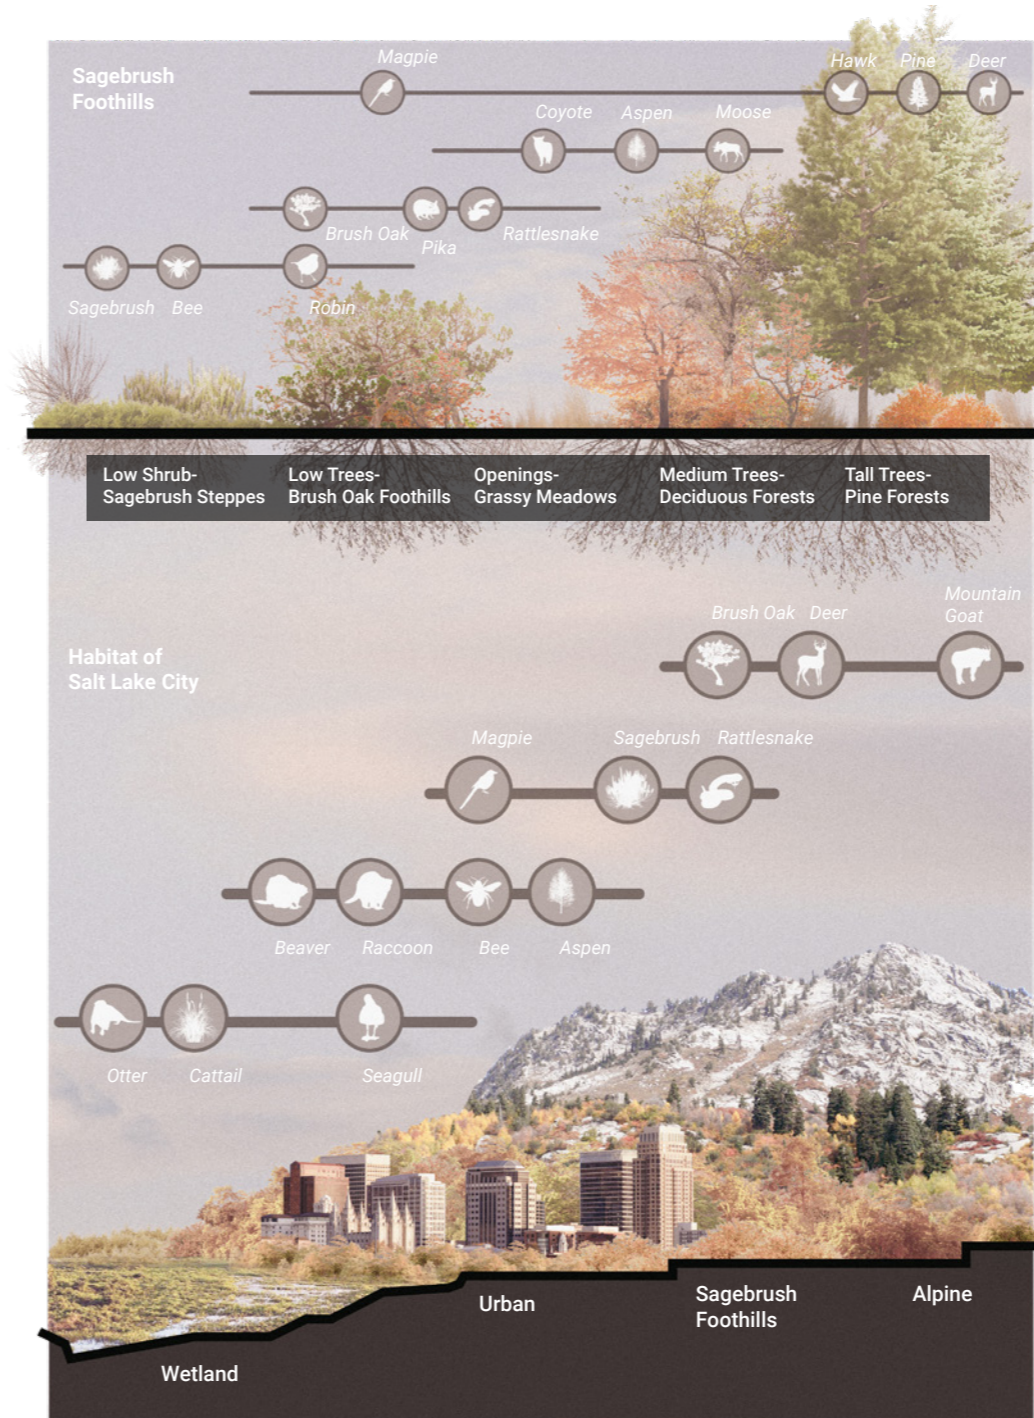 Sagebrush
Foothills
Magpie
Hawk
Pine
Deer
Coyote
Aspen
Moose
Brush Oak
Pika
Rattlesnake
Sagebrush
Bee
Robin
Low Shrub-
Sagebrush Steppes
Low Trees-
Brush Oak Foothills
Openings-
Grassy Meadows
Medium Trees-
Deciduous Forests
Tall Trees-
Pine Forests
Habitat of
Salt Lake City
Brush Oak
Deer
Mountain
Goat
Magpie
Sagebrush
Rattlesnake
Beaver
Raccoon
Bee
Aspen
Otter
Cattail
Seagull
Wetland
Urban
Sagebrush
Foothills
Alpine